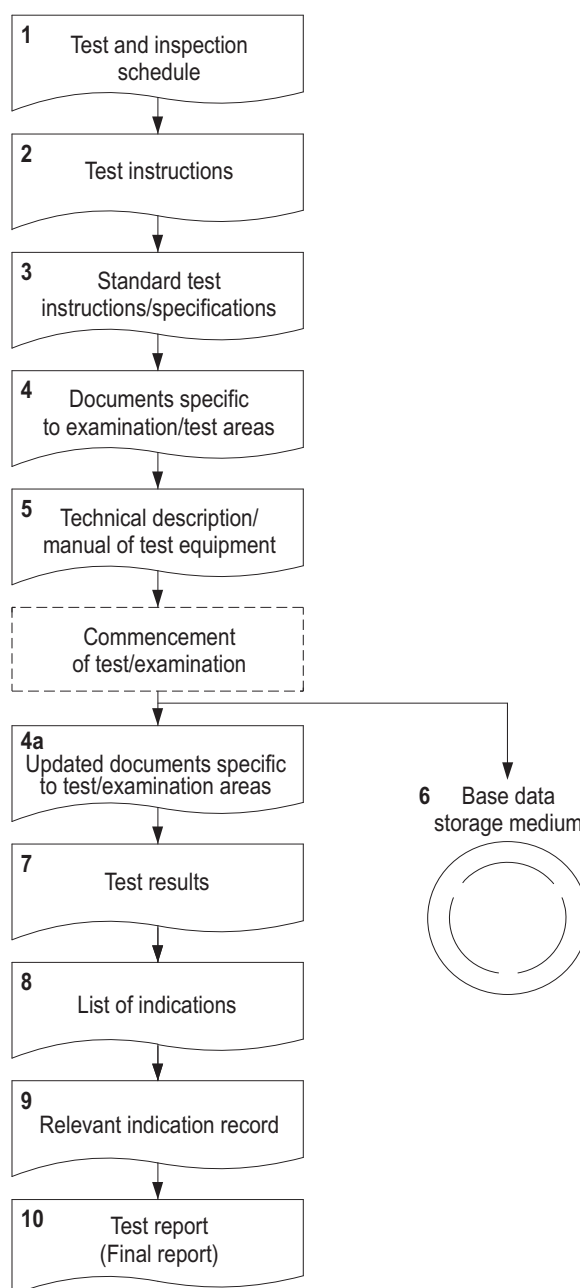 1
Test and inspection
schedule
2
Test instructions
3
Standard test
instructions/specifications
4
Documents specific
to examination/test areas
5
Technical description/
manual of test equipment
Commencement
of test/examination
4a
Updated documents specific
to test/examination areas
6 Base data
storage medium
7
Test results
8
List of indications
9
Relevant indication record
10
Test report
(Final report)